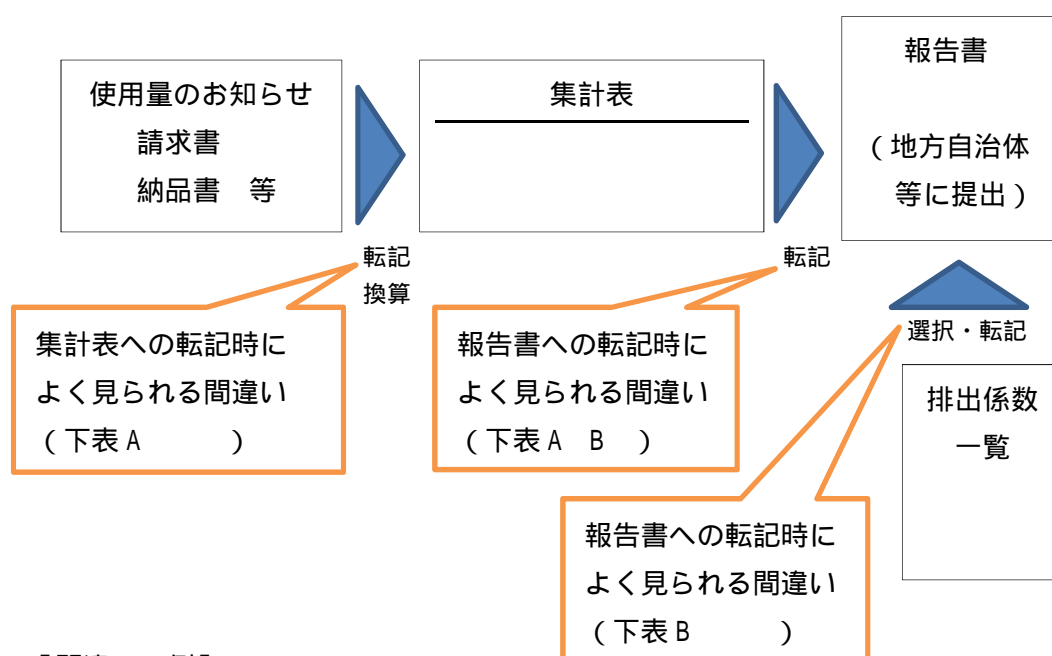 使用量のお知らせ
請求書
納品書 等
集計表
報告書
(地方自治体
等に提出)
転記
換算
転記
集計表への転記時に
よく見られる間違い
(下表A )
報告書への転記時に
よく見られる間違い
(下表A B )
選択・転記
排出係数
一覧
報告書への転記時に
よく見られる間違い
(下表B )